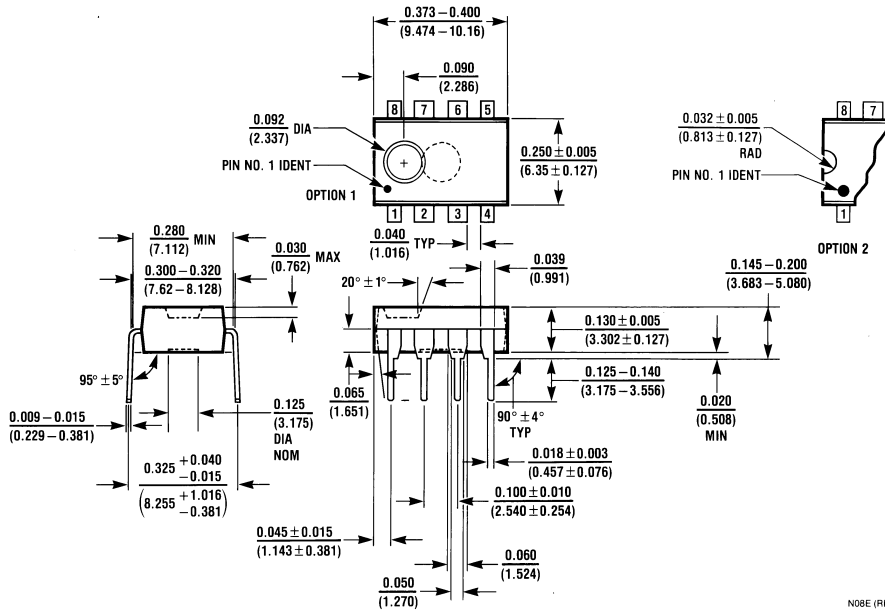 0.373–0.400
(9.474–10.16)
0.090
(2.286)
8 7 6 5
0.092
(2.337)
DIA
PIN NO. 1 IDENT
OPTION 1
1 2 3 4
0.250 ± 0.005
(6.35 ± 0.127)
8 7
0.032 ± 0.005
(0.813 ± 0.127)
RAD
PIN NO. 1 IDENT
1
OPTION 2
0.280
(7.112)
MIN
0.300–0.320
(7.62–8.128)
0.030
(0.762)
MAX
0.040
(1.016)
TYP
0.039
(0.991)
20° ± 1°
0.145–0.200
(3.683–5.080)
0.130 ± 0.005
(3.302 ± 0.127)
95° ± 5°
0.009–0.015
(0.229–0.381)
0.125
(3.175)
DIA
NOM
0.065
(1.651)
90° ± 4°
TYP
0.125–0.140
(3.175–3.556)
0.020
(0.508)
MIN
0.325 +0.040
−0.015
(8.255 +1.016
−0.381)
0.018 ± 0.003
(0.457 ± 0.076)
0.100 ± 0.010
(2.540 ± 0.254)
0.045 ± 0.015
(1.143 ± 0.381)
0.060
(1.524)
0.050
(1.270)
N08E